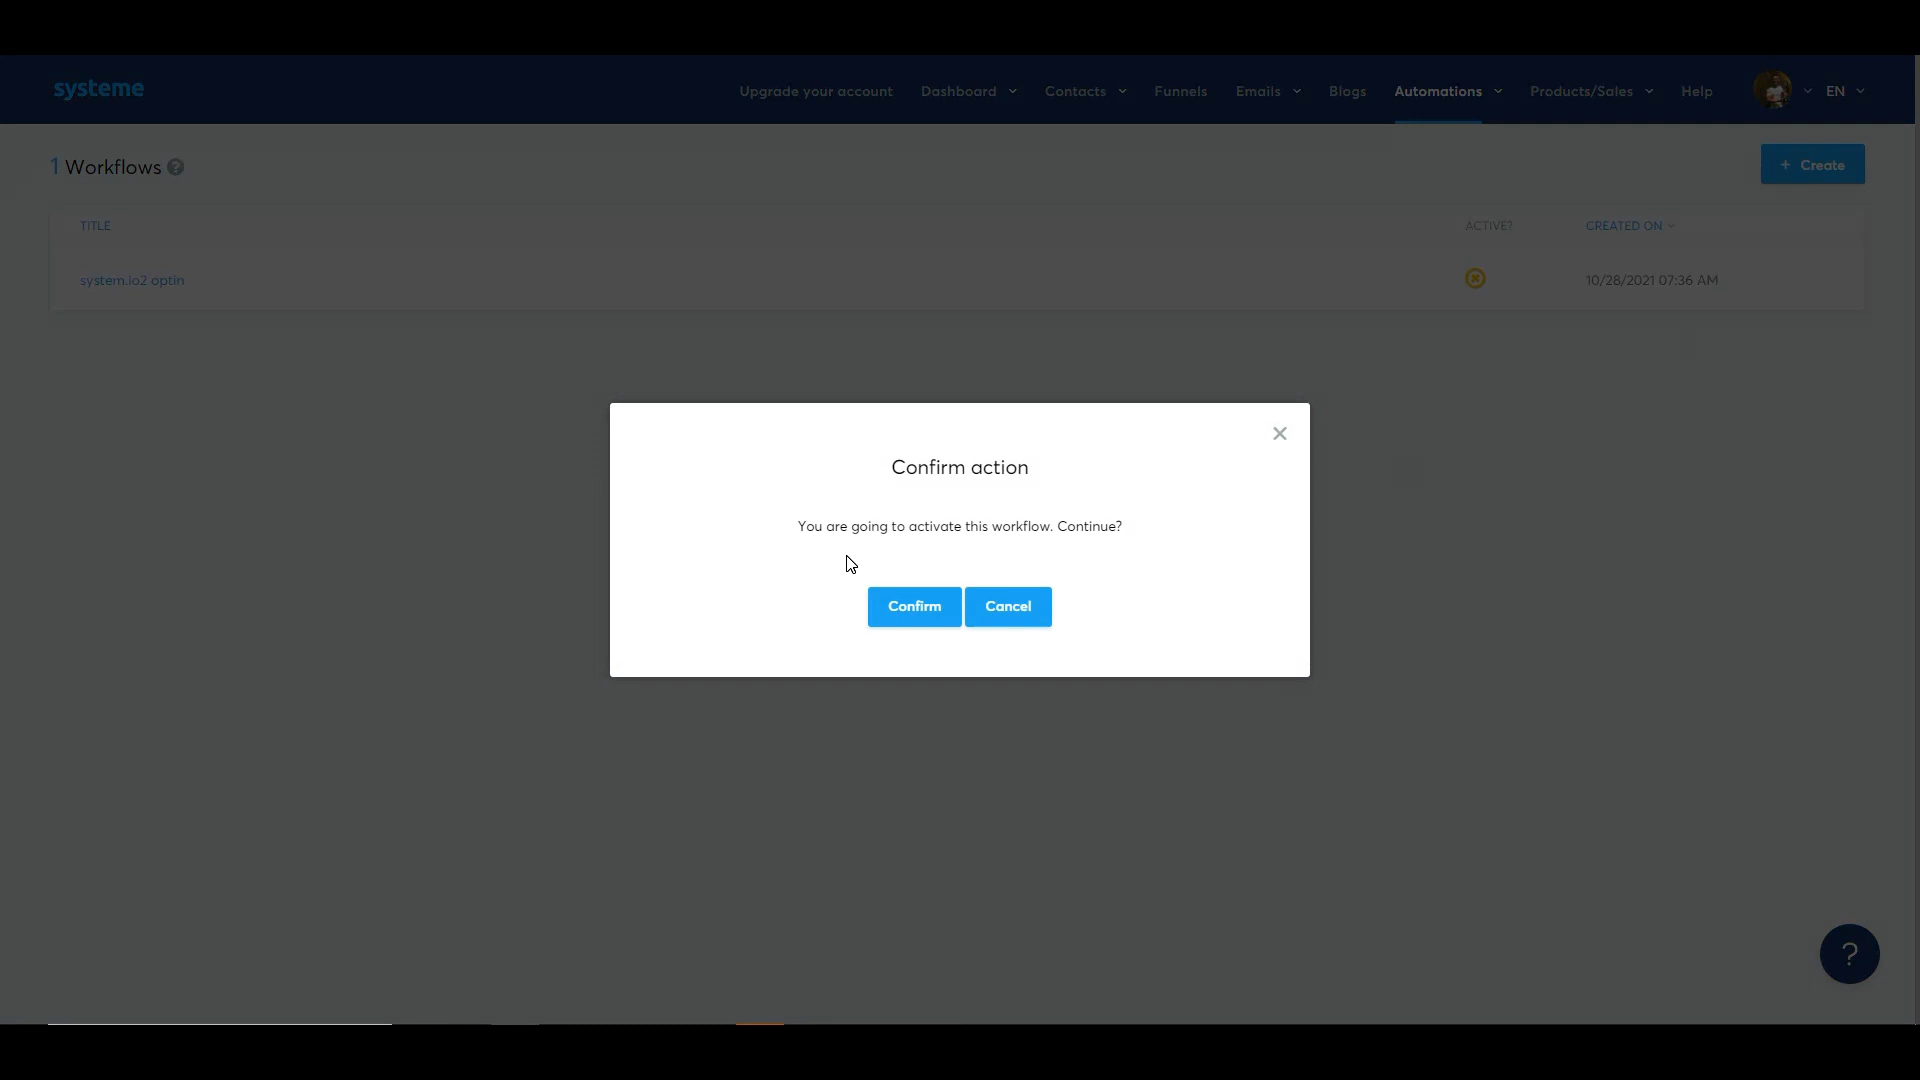 systeme
Upgrade your account Dashboard Contacts Funnels Emails Blogs Automations Products/Sales Help EN
1 Workflows ?
+ Create
TITLE ACTIVE? CREATED ON
system.io2 optin 10/28/2021 07:36 AM
Confirm action
You are going to activate this workflow. Continue?
Confirm Cancel
?